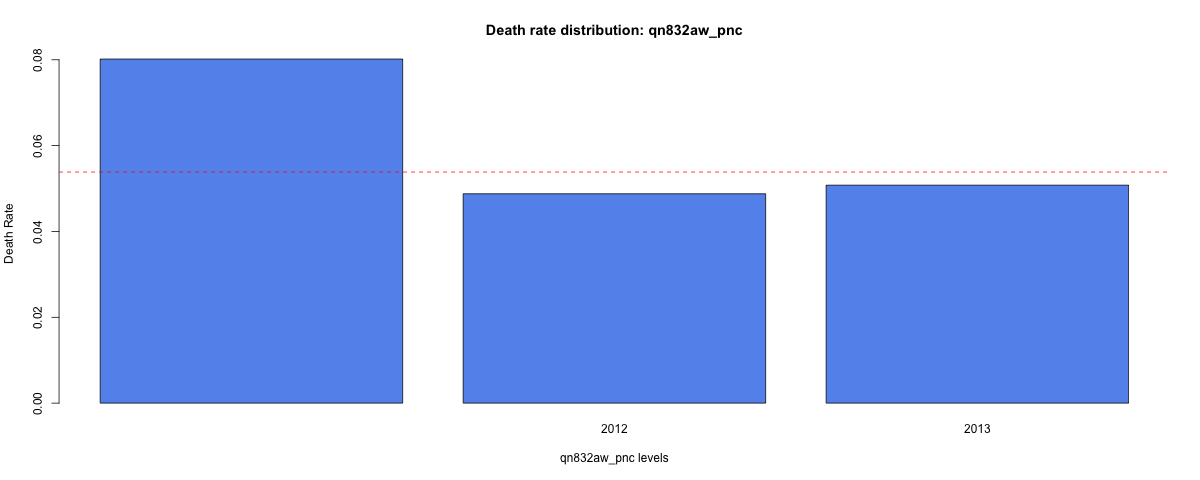 Death rate distribution: qn832aw_pnc
0.08
0.06
0.04
0.02
0.00
Death Rate
2012
2013
qn832aw_pnc levels